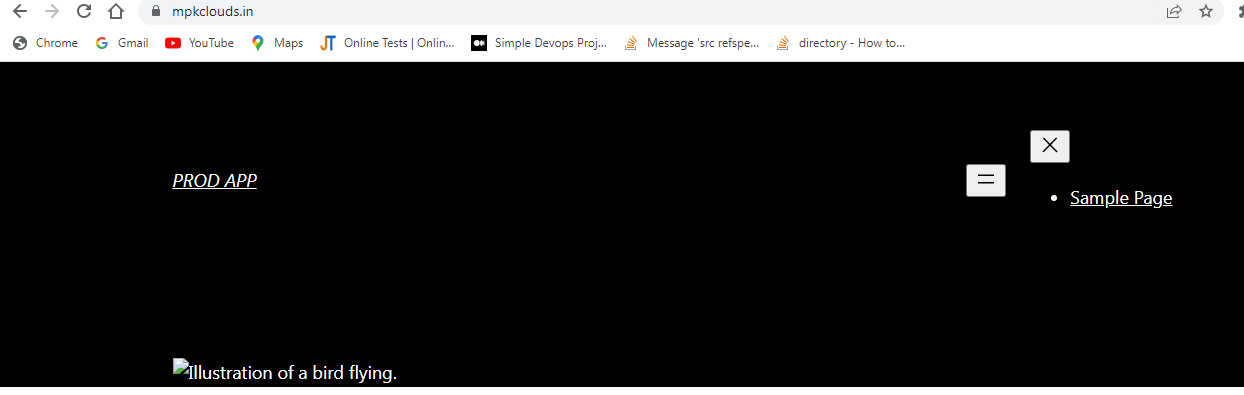 mpkclouds.in
Chrome Gmail YouTube Maps Online Tests | Onlin... Simple Devops Proj... Message 'src refspe... directory - How to...
PROD APP
Sample Page
Illustration of a bird flying.